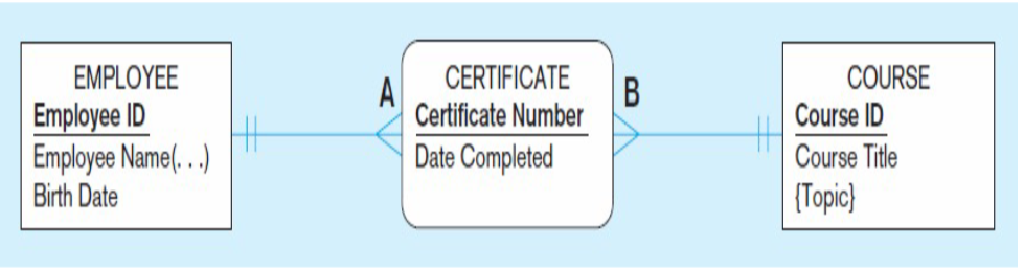 EMPLOYEE
Employee ID
Employee Name(. . .)
Birth Date
A
CERTIFICATE
Certificate Number
Date Completed
B
COURSE
Course ID
Course Title
{Topic}